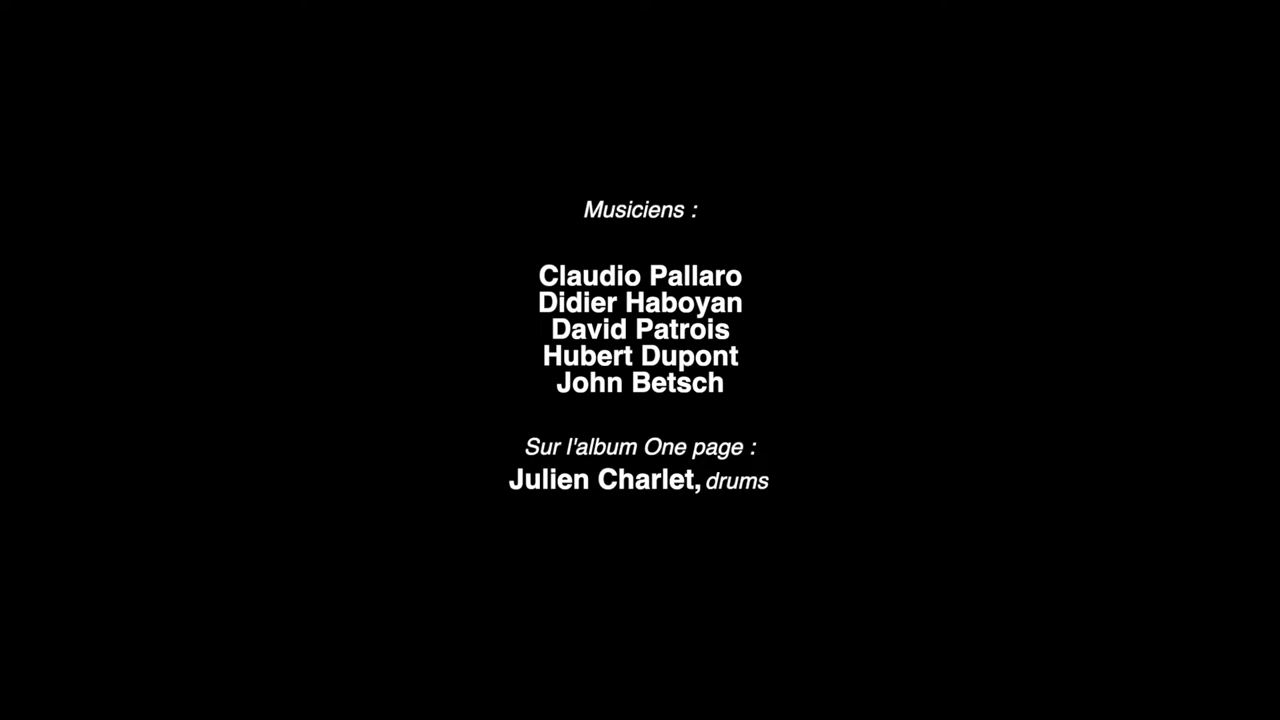 Musiciens :
Claudio Pallaro
Didier Haboyan
David Patrois
Hubert Dupont
John Betsch
Sur l'album One page :
Julien Charlet, drums